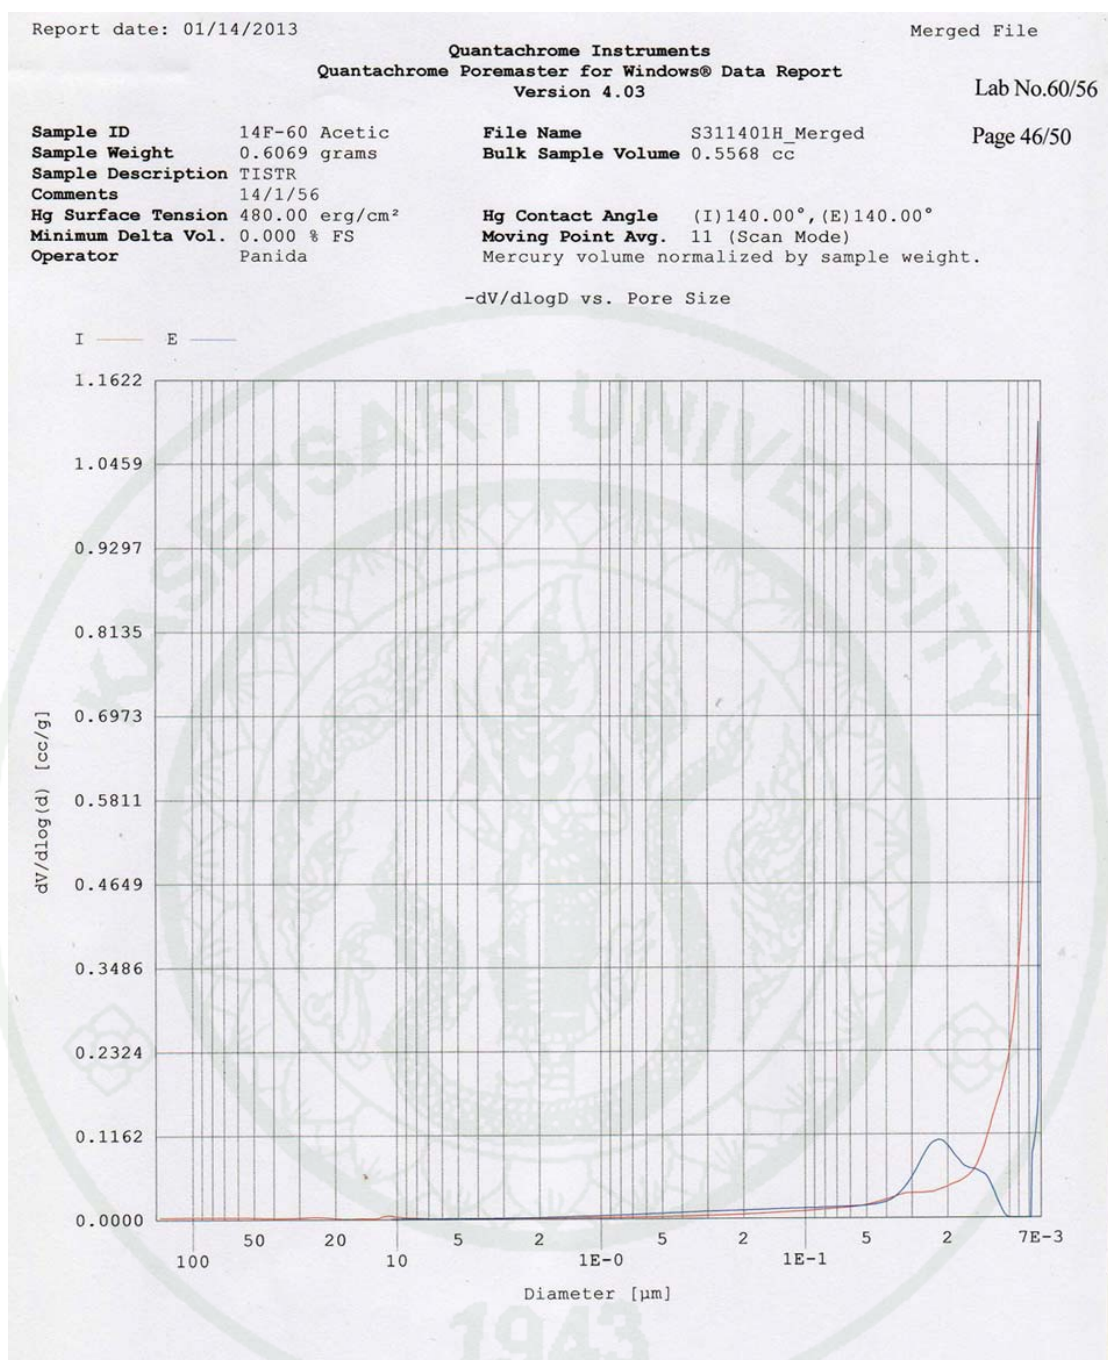 Report date: 01/14/2013 Merged File
Quantachrome Instruments
Quantachrome Poremaster for Windows® Data Report
Version 4.03
Lab No.60/56
Sample ID 14F-60 Acetic File Name S311401H_Merged
Page 46/50
Sample Weight 0.6069 grams Bulk Sample Volume 0.5568 cc
Sample Description TISTR
Comments 14/1/56
Hg Surface Tension 480.00 erg/cm² Hg Contact Angle (I)140.00°,(E)140.00°
Minimum Delta Vol. 0.000 % FS Moving Point Avg. 11 (Scan Mode)
Operator Panida Mercury volume normalized by sample weight.
-dV/dlogD vs. Pore Size
I E
1.1622
1.0459
0.9297
0.8135
0.6973
0.5811
0.4649
0.3486
0.2324
0.1162
0.0000
dV/dlog(d) [cc/g]
50 20 5 2 5 2 5 2 7E-3
100 10 1E-0 1E-1
Diameter [µm]
KASETSART UNIVERSITY
1943